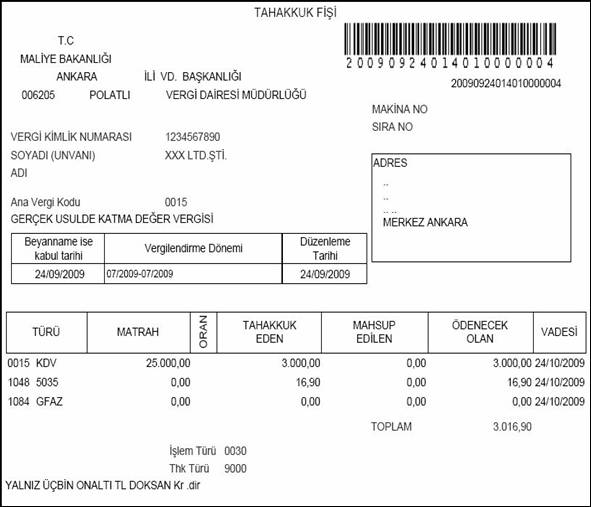 TAHAKKUK FİŞİ
T.C
MALİYE BAKANLIĞI
ANKARA İLİ VD. BAŞKANLIĞI
006205 POLATLI VERGİ DAİRESİ MÜDÜRLÜĞÜ
20090924014010000004
20090924014010000004
MAKİNA NO
SIRA NO
VERGİ KİMLİK NUMARASI 1234567890
SOYADI (UNVANI) XXX LTD.ŞTİ.
ADI
ADRES
..
..
.. ..
MERKEZ ANKARA
Ana Vergi Kodu 0015
GERÇEK USULDE KATMA DEĞER VERGİSİ
Beyanname ise kabul tarihi Vergilendirme Dönemi Düzenleme Tarihi
24/09/2009 07/2009-07/2009 24/09/2009
TÜRÜ MATRAH ORAN TAHAKKUK EDEN MAHSUP EDİLEN ÖDENECEK OLAN VADESİ
0015 KDV 25.000,00 3.000,00 0,00 3.000,00 24/10/2009
1048 5035 0,00 16,90 0,00 16,90 24/10/2009
1084 GFAZ 0,00 0,00 0,00 0,00 24/10/2009
TOPLAM 3.016,90
İşlem Türü 0030
Thk Türü 9000
YALNIZ ÜÇBİN ONALTI TL DOKSAN Kr .dir